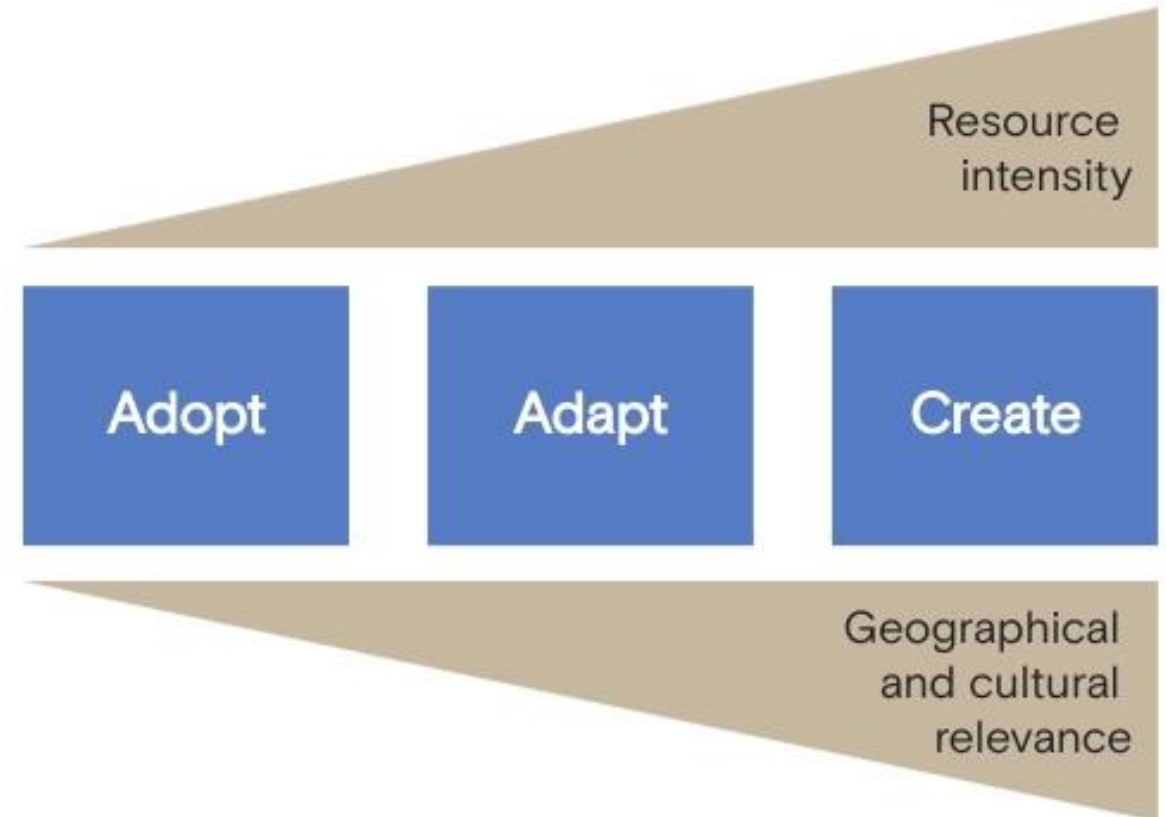 Resource
intensity
Adopt
Adapt
Create
Geographical
and cultural
relevance